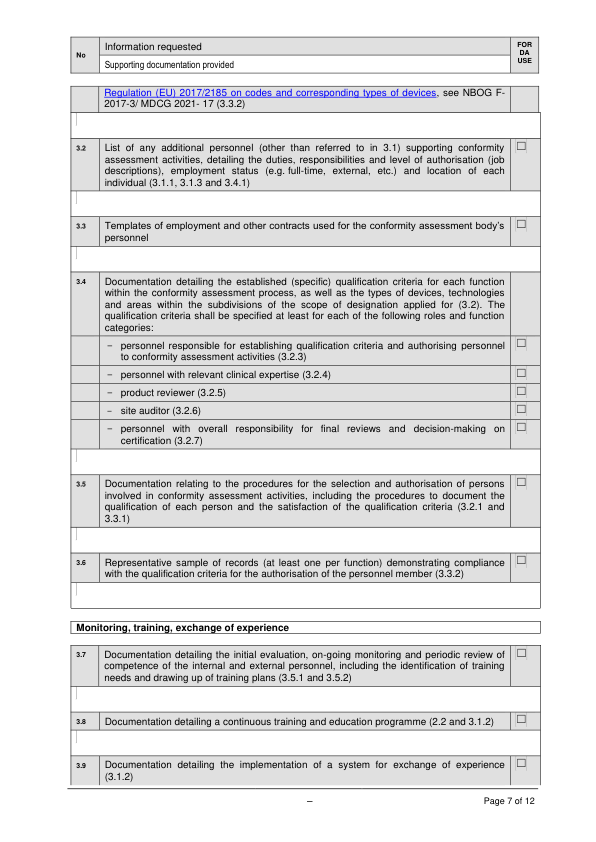 No
Information requested
FOR
DA
USE
Supporting documentation provided
Regulation (EU) 2017/2185 on codes and corresponding types of devices, see NBOG F-
2017-3/ MDCG 2021- 17 (3.3.2)
3.2
List of any additional personnel (other than referred to in 3.1) supporting conformity
assessment activities, detailing the duties, responsibilities and level of authorisation (job
descriptions), employment status (e.g. full-time, external, etc.) and location of each
individual (3.1.1, 3.1.3 and 3.4.1)
3.3
Templates of employment and other contracts used for the conformity assessment body's
personnel
3.4
Documentation detailing the established (specific) qualification criteria for each function
within the conformity assessment process, as well as the types of devices, technologies
and areas within the subdivisions of the scope of designation applied for (3.2). The
qualification criteria shall be specified at least for each of the following roles and function
categories:
– personnel responsible for establishing qualification criteria and authorising personnel
to conformity assessment activities (3.2.3)
– personnel with relevant clinical expertise (3.2.4)
– product reviewer (3.2.5)
– site auditor (3.2.6)
– personnel with overall responsibility for final reviews and decision-making on
certification (3.2.7)
3.5
Documentation relating to the procedures for the selection and authorisation of persons
involved in conformity assessment activities, including the procedures to document the
qualification of each person and the satisfaction of the qualification criteria (3.2.1 and
3.3.1)
3.6
Representative sample of records (at least one per function) demonstrating compliance
with the qualification criteria for the authorisation of the personnel member (3.3.2)
Monitoring, training, exchange of experience
3.7
Documentation detailing the initial evaluation, on-going monitoring and periodic review of
competence of the internal and external personnel, including the identification of training
needs and drawing up of training plans (3.5.1 and 3.5.2)
3.8
Documentation detailing a continuous training and education programme (2.2 and 3.1.2)
3.9
Documentation detailing the implementation of a system for exchange of experience
(3.1.2)
–
Page 7 of 12